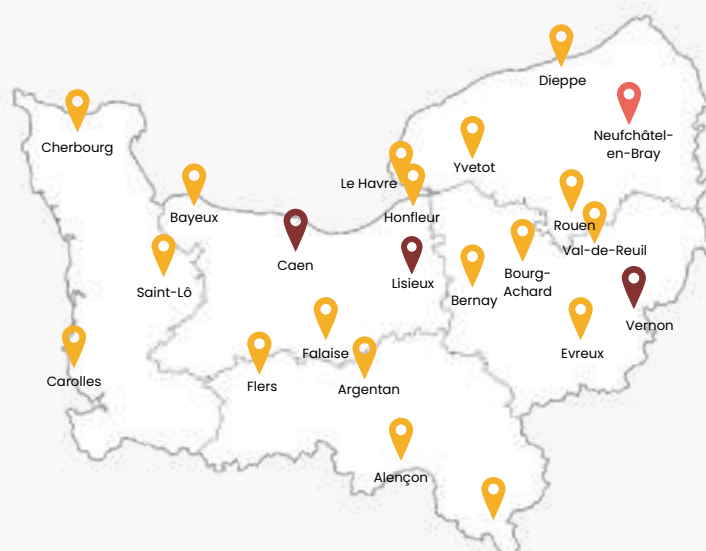 Dieppe
Neufchâtel-
en-Bray
Cherbourg
Yvetot
Le Havre
Bayeux
Honfleur
Rouen
Val-de-Reuil
Caen
Lisieux
Bourg-
Achard
Saint-Lô
Bernay
Vernon
Falaise
Evreux
Carolles
Flers
Argentan
Alençon